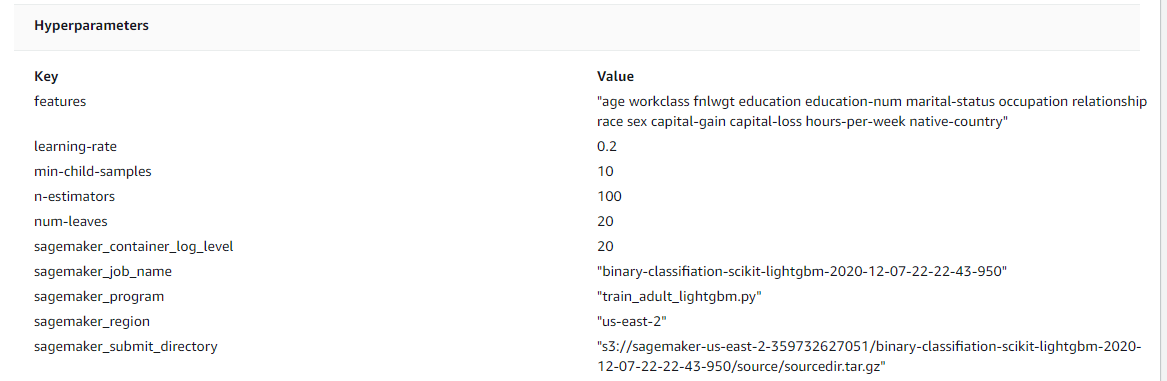 Hyperparameters
Key Value
features "age workclass fnlwgt education education-num marital-status occupation relationship
race sex capital-gain capital-loss hours-per-week native-country"
learning-rate 0.2
min-child-samples 10
n-estimators 100
num-leaves 20
sagemaker_container_log_level 20
sagemaker_job_name "binary-classifiation-scikit-lightgbm-2020-12-07-22-22-43-950"
sagemaker_program "train_adult_lightgbm.py"
sagemaker_region "us-east-2"
sagemaker_submit_directory "s3://sagemaker-us-east-2-359732627051/binary-classifiation-scikit-lightgbm-2020-
12-07-22-22-43-950/source/sourcedir.tar.gz"